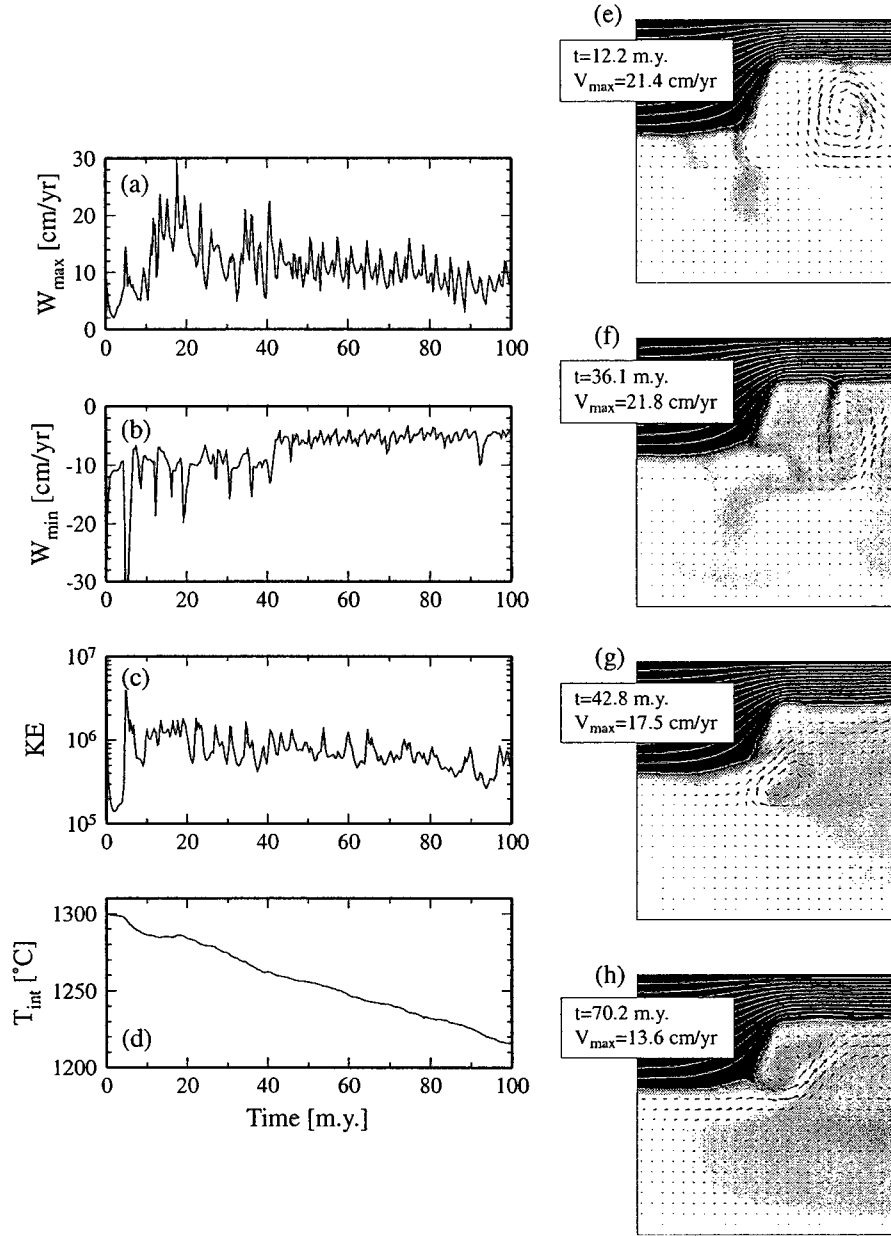 (a)
W_max [cm/yr]
30
20
10
0
0
20
40
60
80
100
(b)
W_min [cm/yr]
0
-10
-20
-30
0
20
40
60
80
100
(c)
KE
10^7
10^6
10^5
0
20
40
60
80
100
(d)
T_int [°C]
1300
1250
1200
0
20
40
60
80
100
Time [m.y.]
(e)
t=12.2 m.y.
V_max=21.4 cm/yr
(f)
t=36.1 m.y.
V_max=21.8 cm/yr
(g)
t=42.8 m.y.
V_max=17.5 cm/yr
(h)
t=70.2 m.y.
V_max=13.6 cm/yr